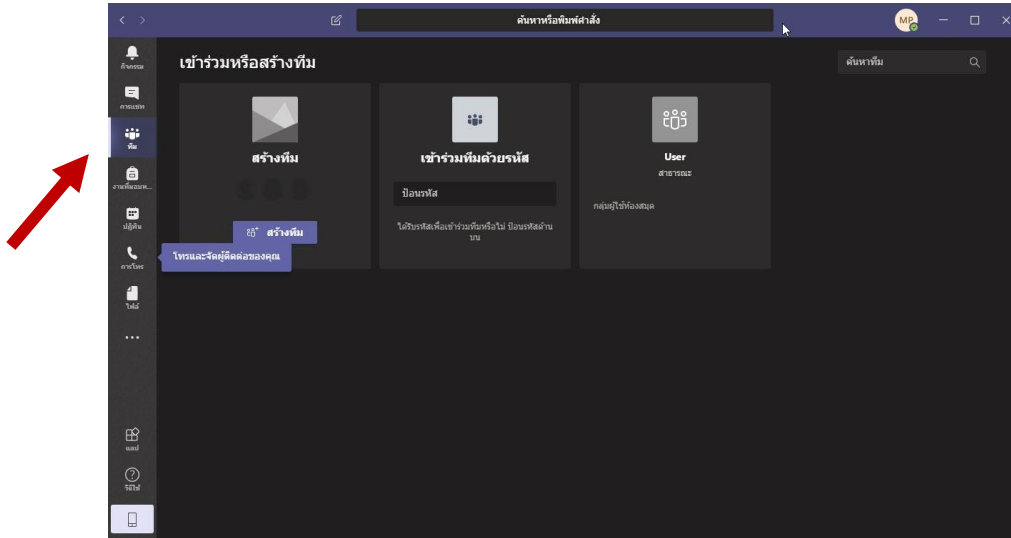 ค้นหาหรือพิมพ์คำสั่ง
MP
กิจกรรม
การแชท
ทีม
งานที่มอบห...
ปฏิทิน
การโทร
ไฟล์
แอป
วิธีใช้
เข้าร่วมหรือสร้างทีม
ค้นหาทีม
สร้างทีม
สร้างทีม
โทรและจัดผู้ติดต่อของคุณ
เข้าร่วมทีมด้วยรหัส
ป้อนรหัส
ได้รับรหัสเพื่อเข้าร่วมทีมหรือไม่ ป้อนรหัสด้าน
บน
User
สาธารณะ
กลุ่มผู้ใช้ห้องสมุด